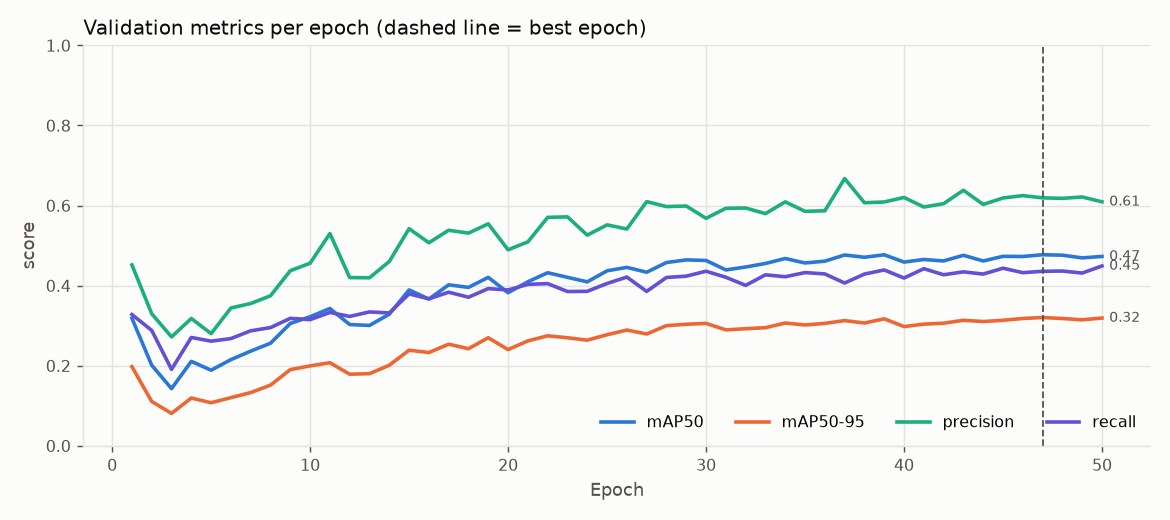 Validation metrics per epoch (dashed line = best epoch)
1.0
0.8
0.6
0.4
0.2
0.0
score
0.61
0.47
0.45
0.32
mAP50 mAP50-95 precision recall
0 10 20 30 40 50
Epoch